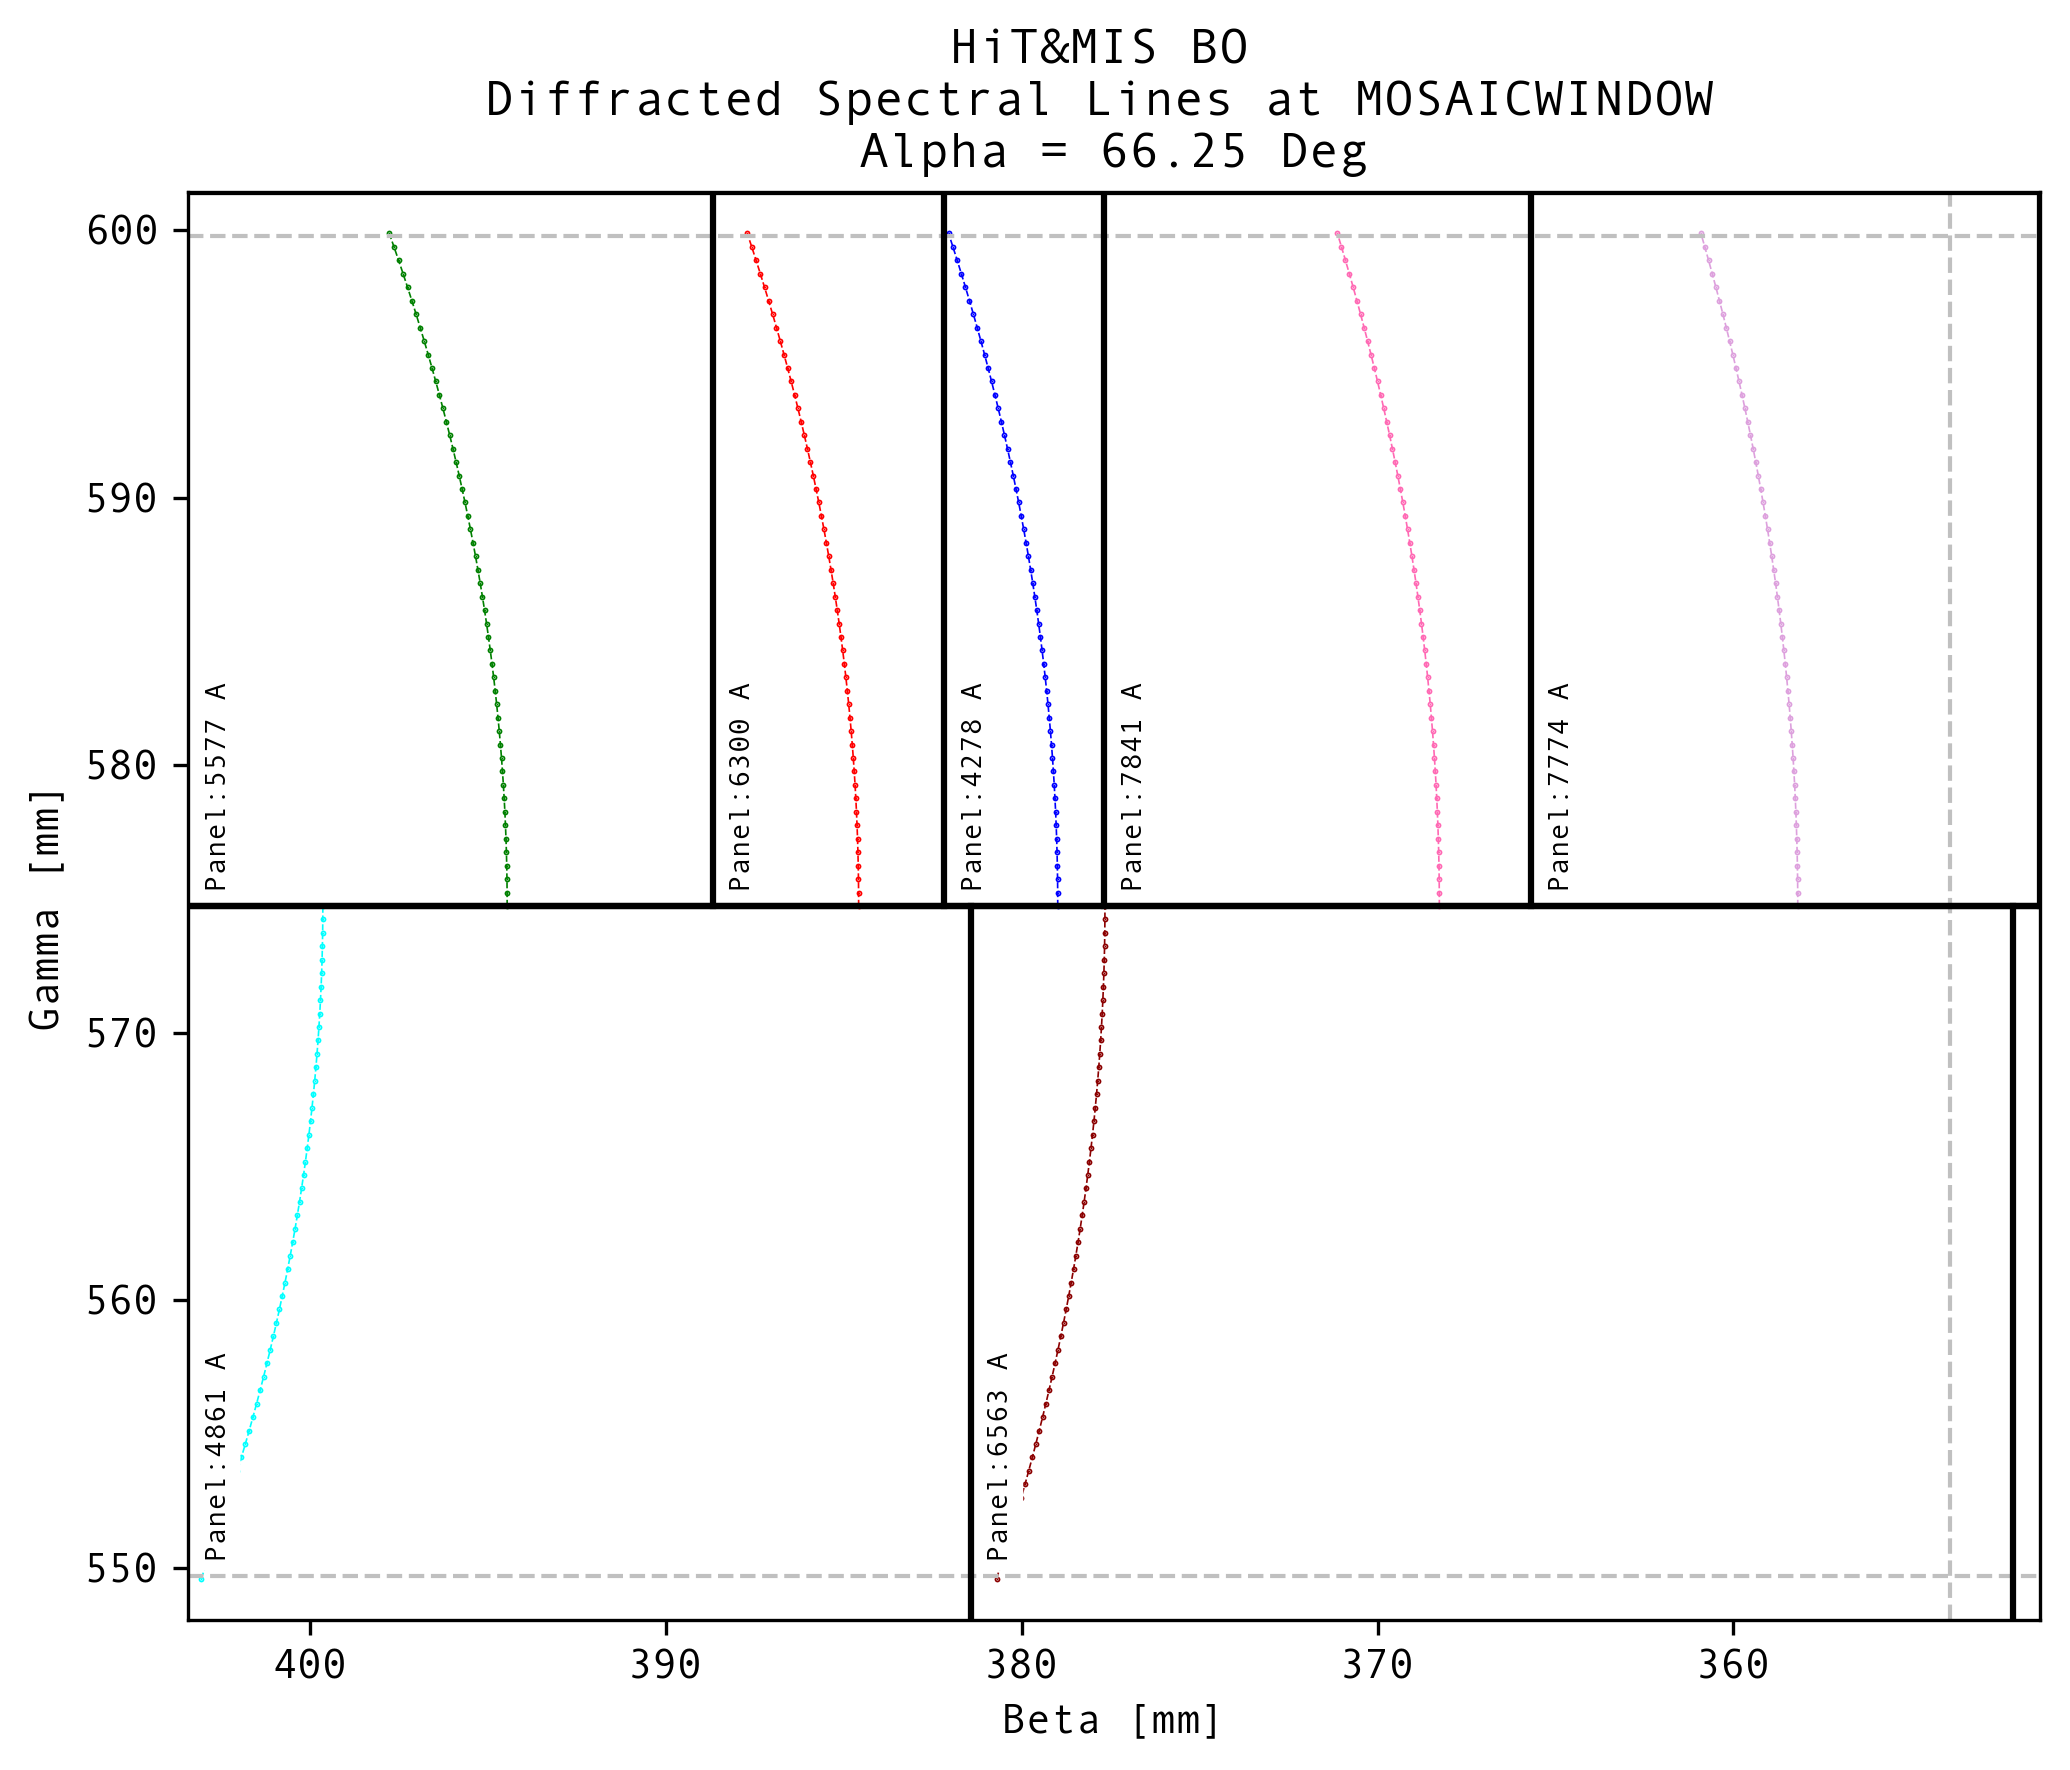 HiT&MIS BO
Diffracted Spectral Lines at MOSAICWINDOW
Alpha = 66.25 Deg
Gamma [mm]
600
590
580
570
560
550
Panel:5577 A
Panel:6300 A
Panel:4278 A
Panel:7841 A
Panel:7774 A
Panel:4861 A
Panel:6563 A
400
390
380
370
360
Beta [mm]